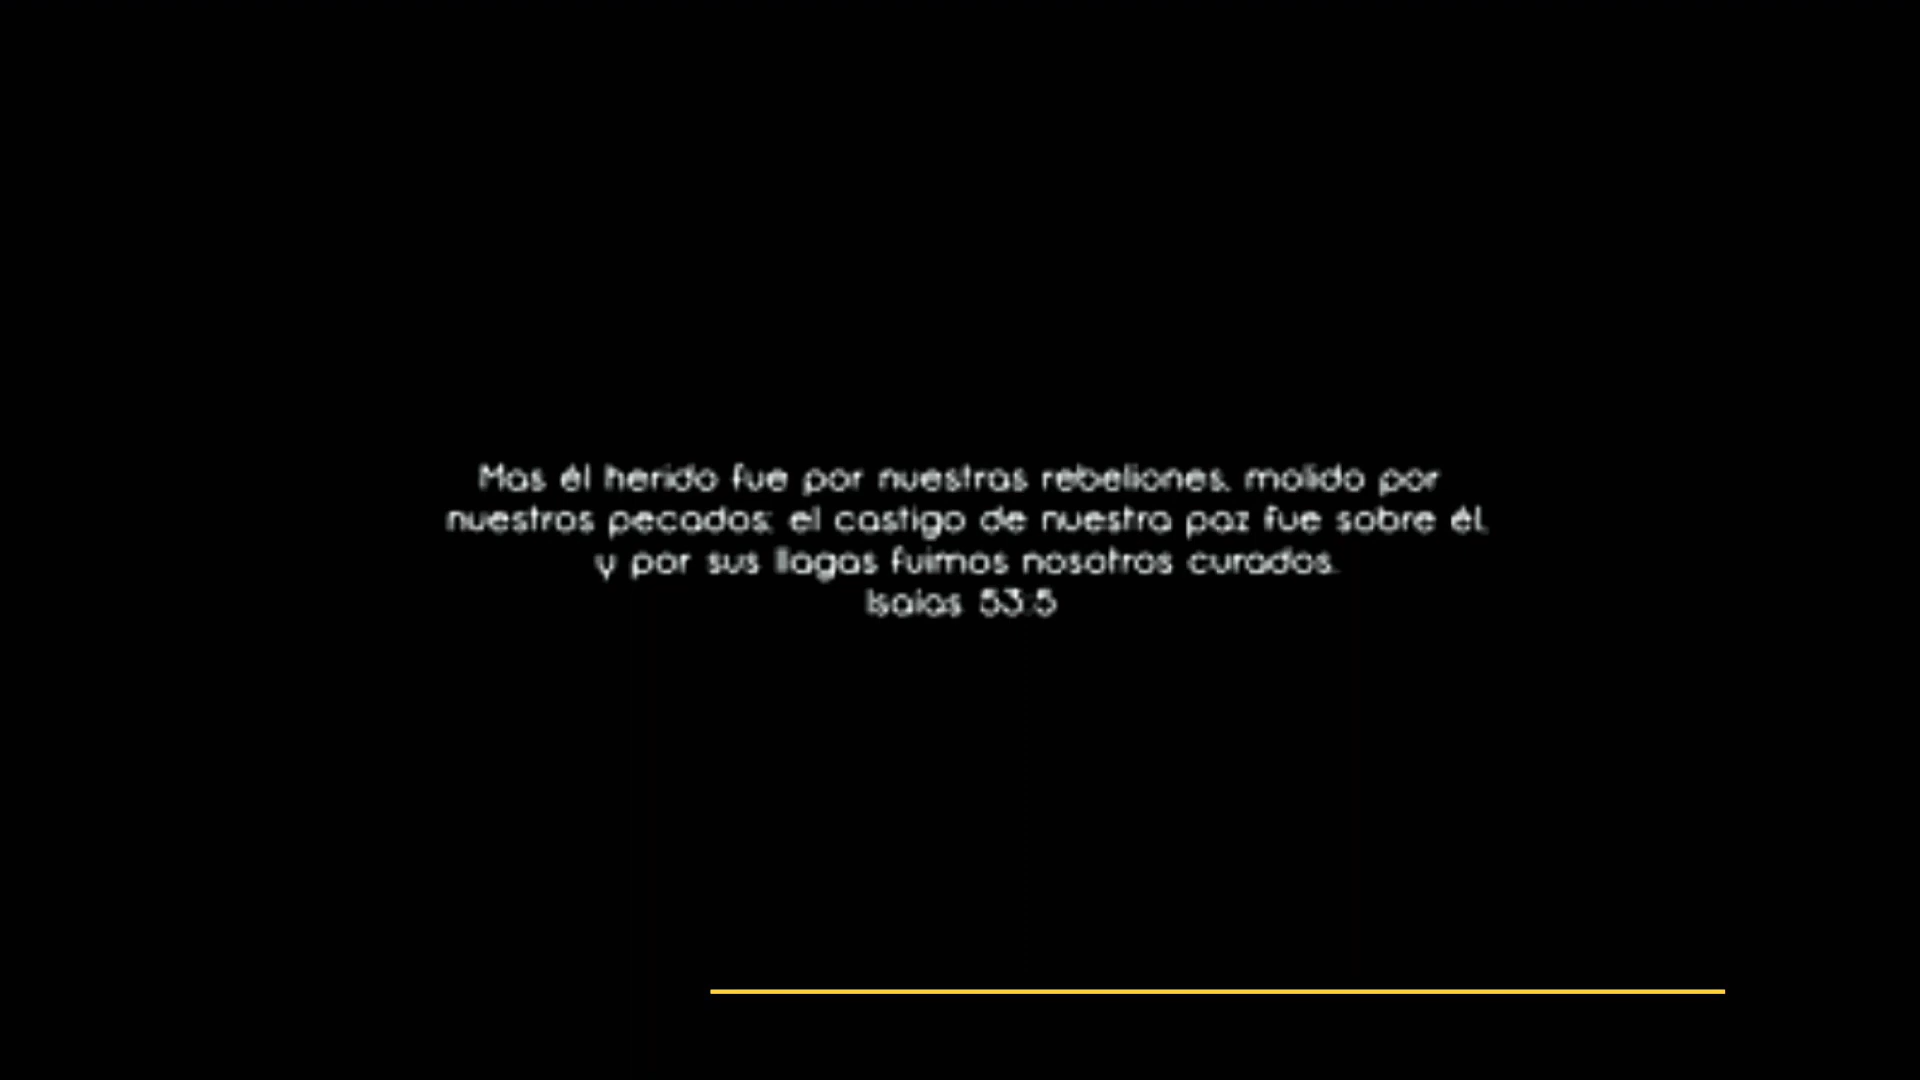 Mas él herido fue por nuestras rebeliones, molido por
nuestros pecados; el castigo de nuestra paz fue sobre él,
y por sus llagas fuimos nosotros curados.
Isaías 53:5